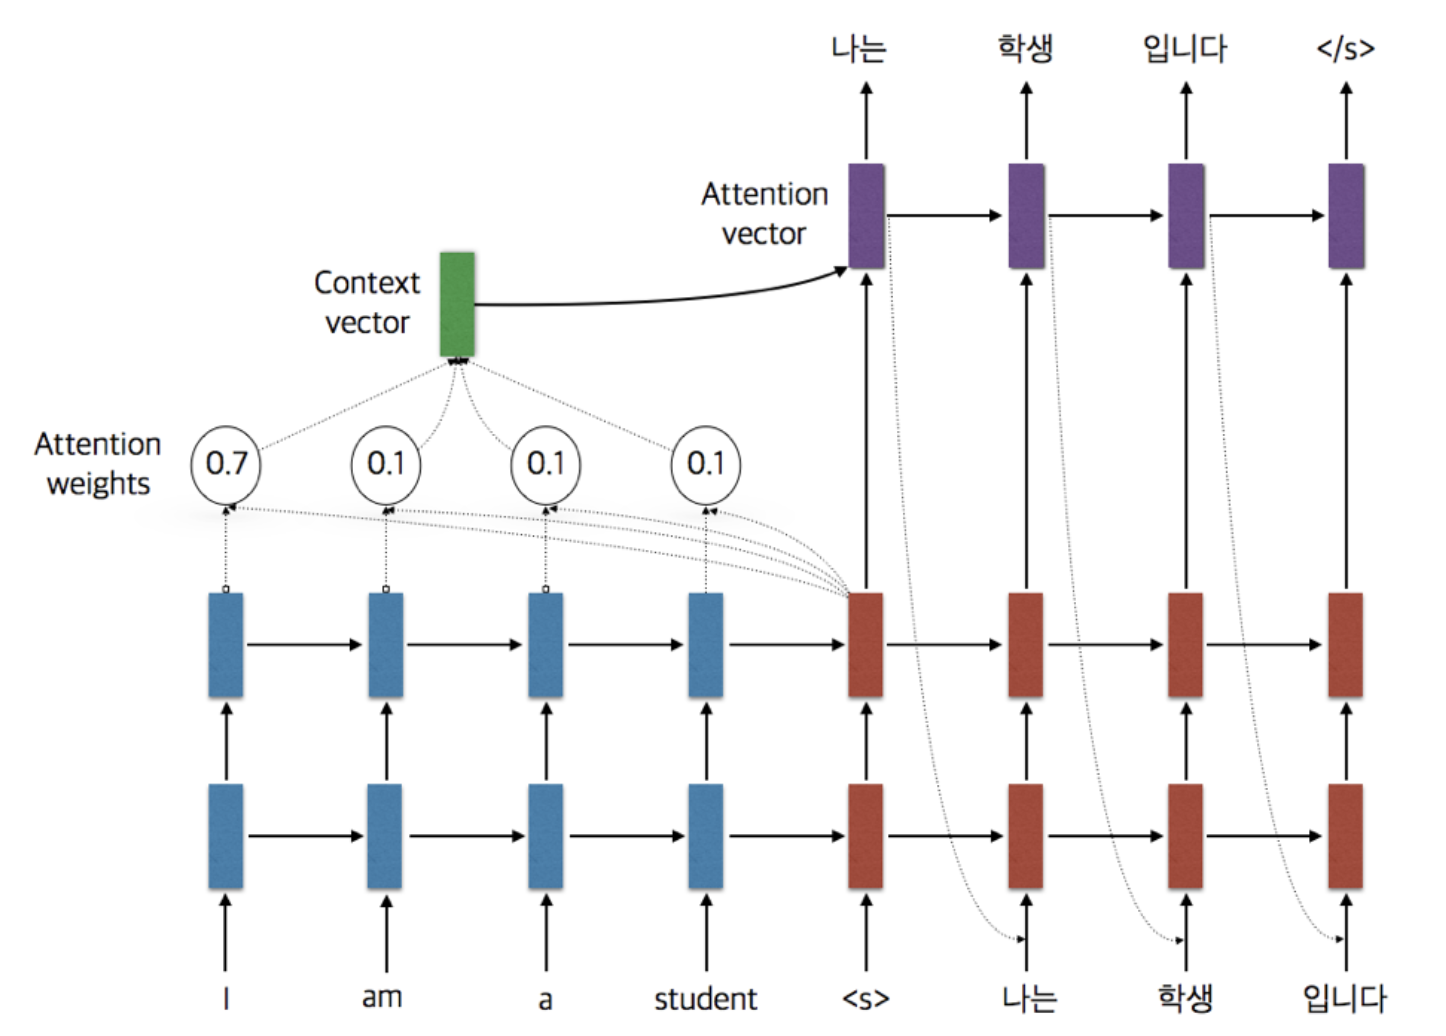 나는 학생 입니다 </s>
Attention
vector
Context
vector
Attention
weights
0.7 0.1 0.1 0.1
I am a student <s> 나는 학생 입니다